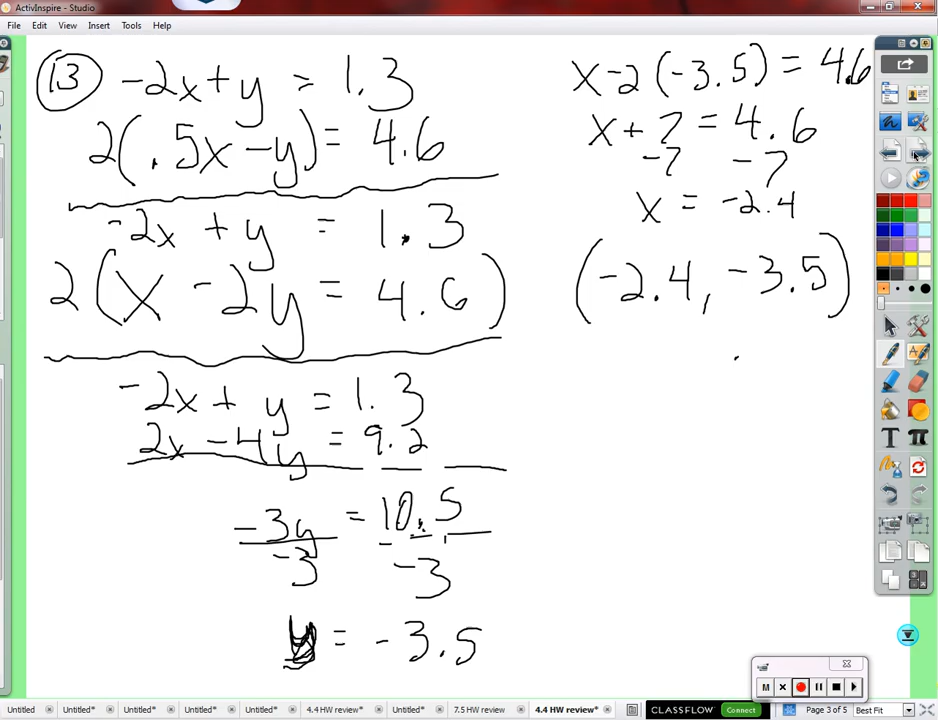 ActivInspire - Studio
File Edit View Insert Tools Help
13
-2x + y = 1.3
2(.5x - y) = 4.6
-2x + y = 1.3
2(x - 2y = 4.6)
-2x + y = 1.3
2x - 4y = 9.2
-3y = 10.5
-3 -3
y = -3.5
x - 2(-3.5) = 4.6
x + 7 = 4.6
-7 -7
x = -2.4
(-2.4, -3.5)
Untitled Untitled* Untitled* Untitled* Untitled* 4.4 HW review* Untitled* 7.5 HW review 4.4 HW review* CLASSFLOW Connect Page 3 of 5 Best Fit